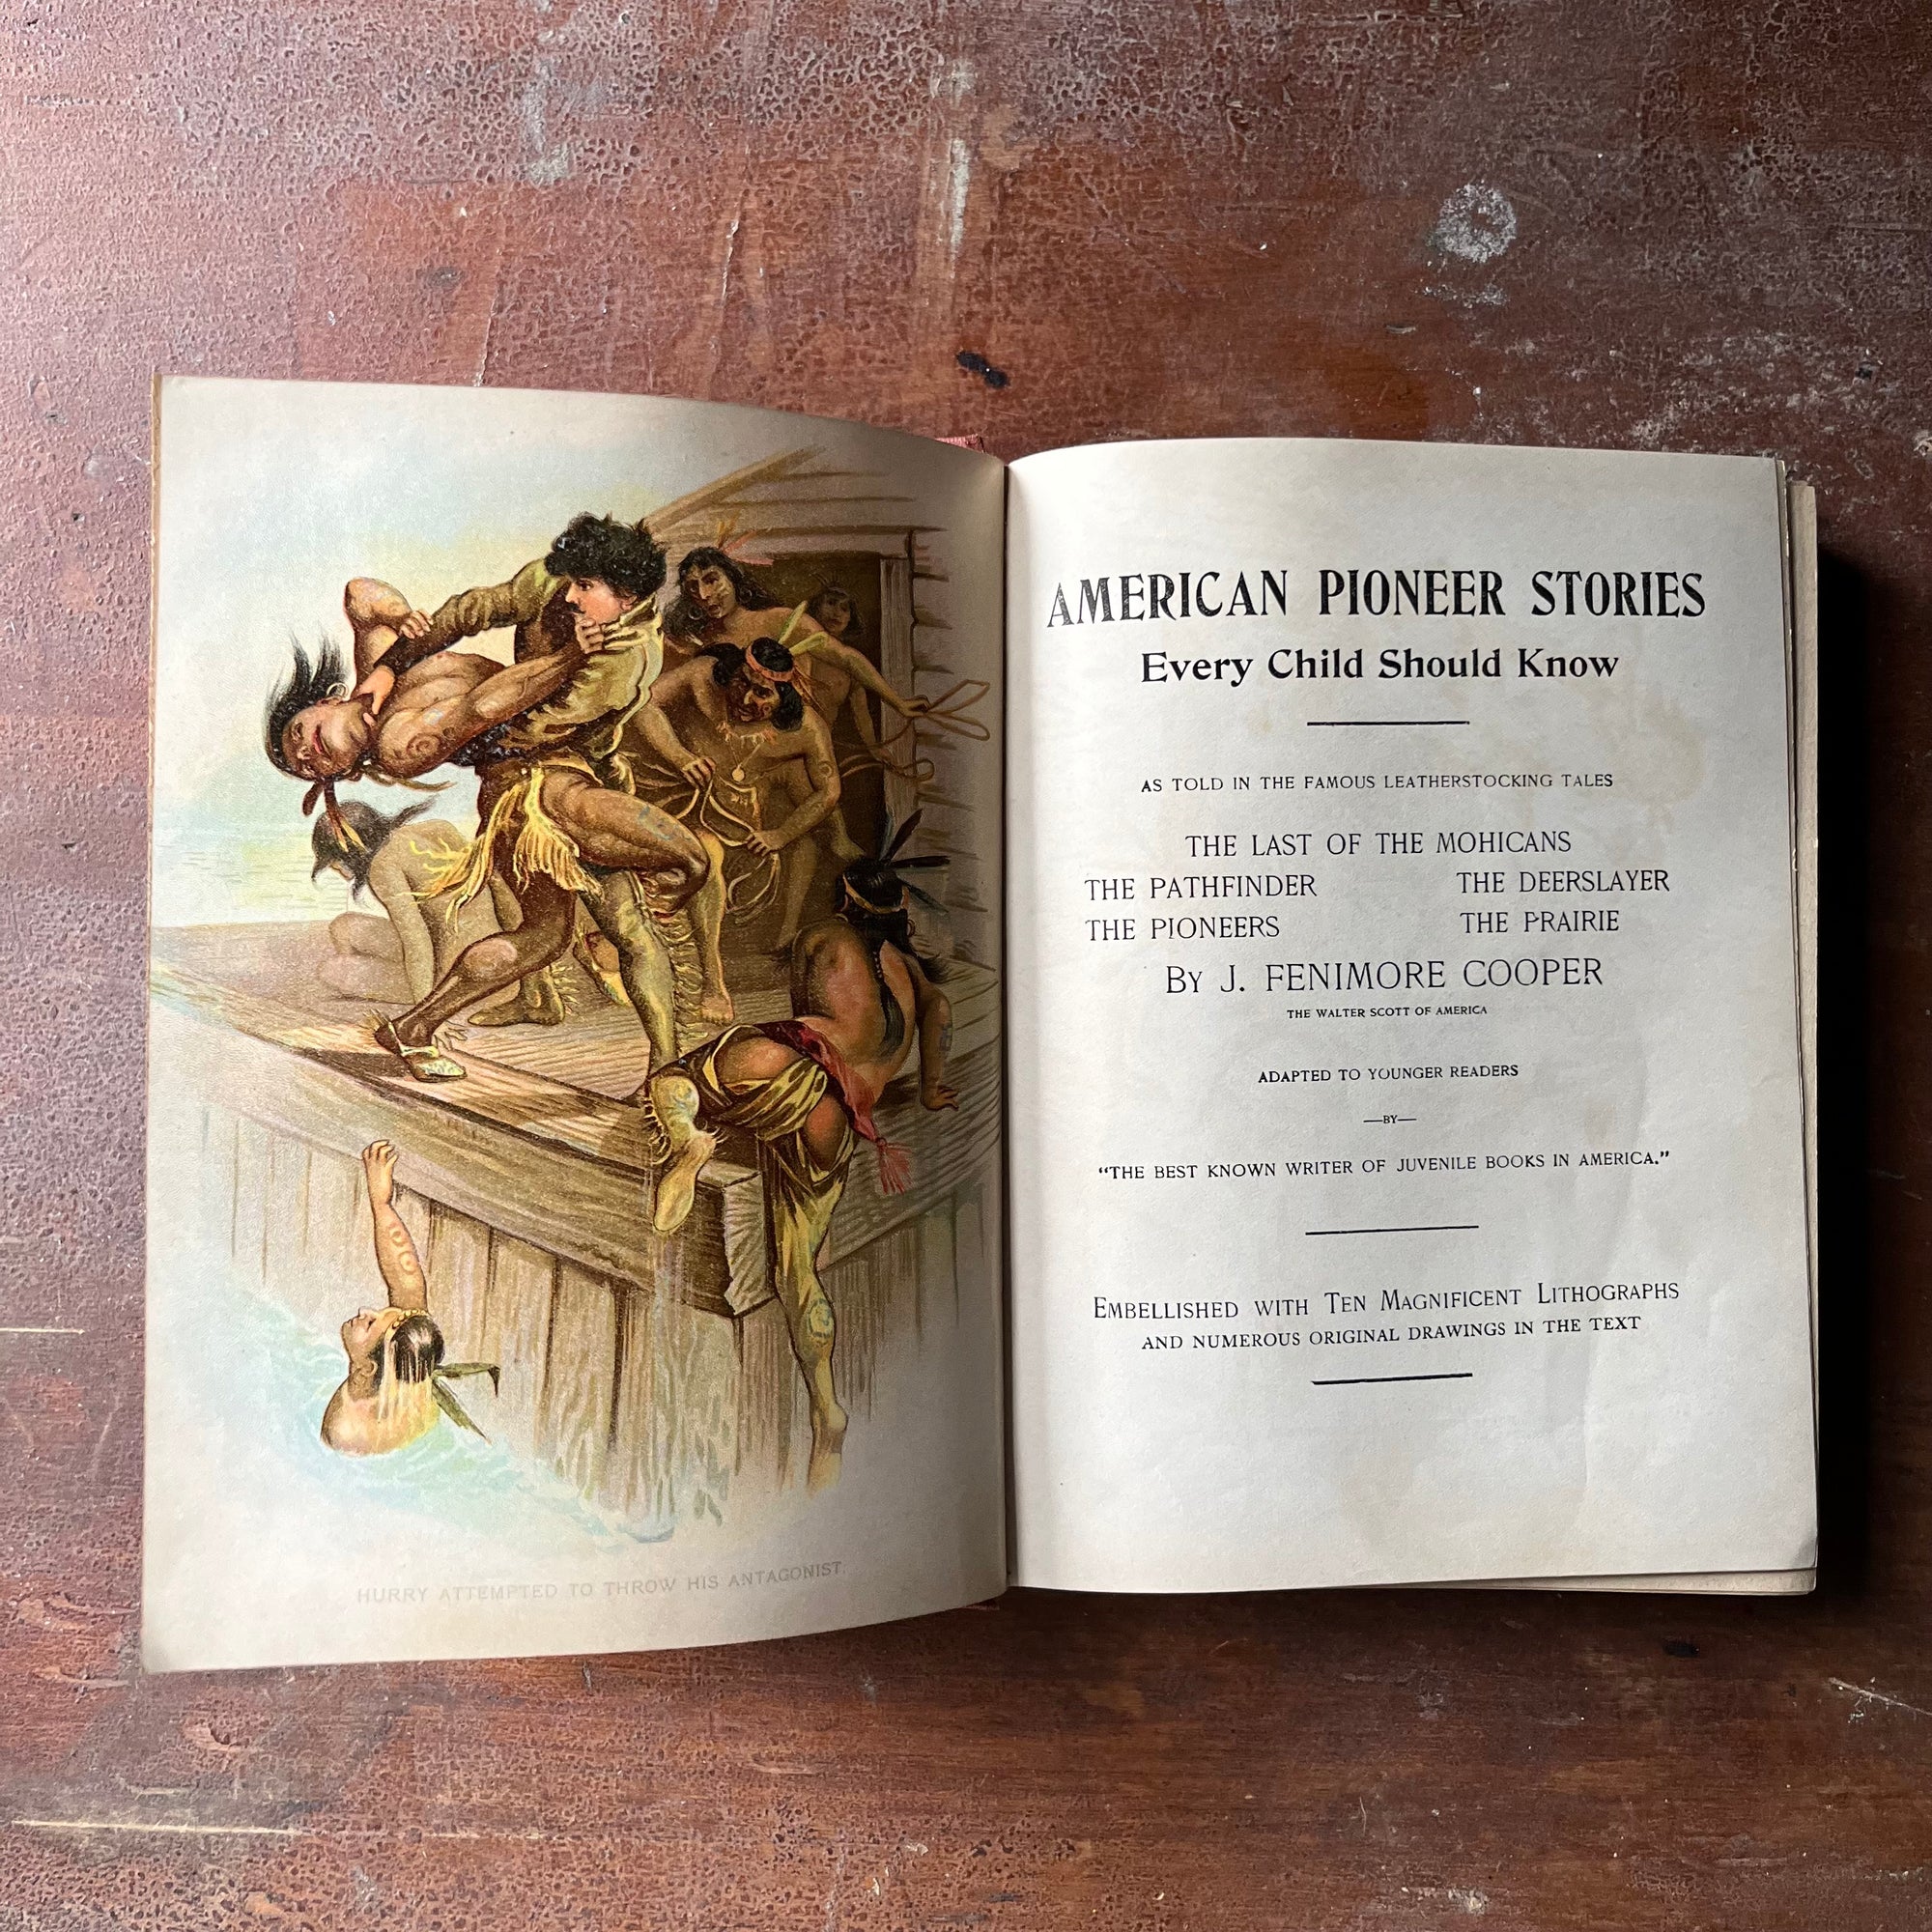 HURRY ATTEMPTED TO THROW HIS ANTAGONIST.
AMERICAN PIONEER STORIES
Every Child Should Know
AS TOLD IN THE FAMOUS LEATHERSTOCKING TALES
THE LAST OF THE MOHICANS
THE PATHFINDER THE DEERSLAYER
THE PIONEERS THE PRAIRIE
BY J. FENIMORE COOPER
THE WALTER SCOTT OF AMERICA
ADAPTED TO YOUNGER READERS
—BY—
"THE BEST KNOWN WRITER OF JUVENILE BOOKS IN AMERICA."
EMBELLISHED WITH TEN MAGNIFICENT LITHOGRAPHS
AND NUMEROUS ORIGINAL DRAWINGS IN THE TEXT